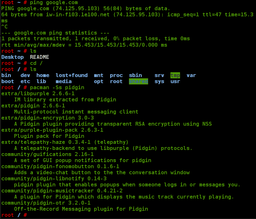 root / # ping google.com
PING google.com (74.125.95.103) 56(84) bytes of data.
64 bytes from iw-in-f103.1e100.net (74.125.95.103): icmp_seq=1 ttl=47 time=15.3 ms
^C
--- google.com ping statistics ---
1 packets transmitted, 1 received, 0% packet loss, time 0ms
rtt min/avg/max/mdev = 15.453/15.453/15.453/0.000 ms
root # ls
Desktop README
root # cd /
root / # ls
bin dev home lost+found mnt proc sbin srv tmp var
boot etc lib media opt root sys usr
root / # pacman -Ss pidgin
extra/libpurple 2.6.6-1
IM library extracted from Pidgin
extra/pidgin 2.6.6-1
Multi-protocol instant messaging client
extra/pidgin-encryption 3.0-3
A Pidgin plugin providing transparent RSA encryption using NSS
extra/purple-plugin-pack 2.6.3-1
Plugin pack for Pidgin
extra/telepathy-haze 0.3.4-1 (telepathy)
A telepathy-backend to use libpurple (Pidgin) protocols.
community/guifications 2.16-1
A set of GUI popup notifications for pidgin
community/pidgin-fonomobutton 0.1.6-1
Adds a video-chat button to the the conversation window
community/pidgin-libnotify 0.14-3
pidgin plugin that enables popups when someone logs in or messages you.
community/pidgin-musictracker 0.4.21-2
A plugin for Pidgin which displays the music track currently playing.
community/pidgin-otr 3.2.0-1
Off-the-Record Messaging plugin for Pidgin
root / #